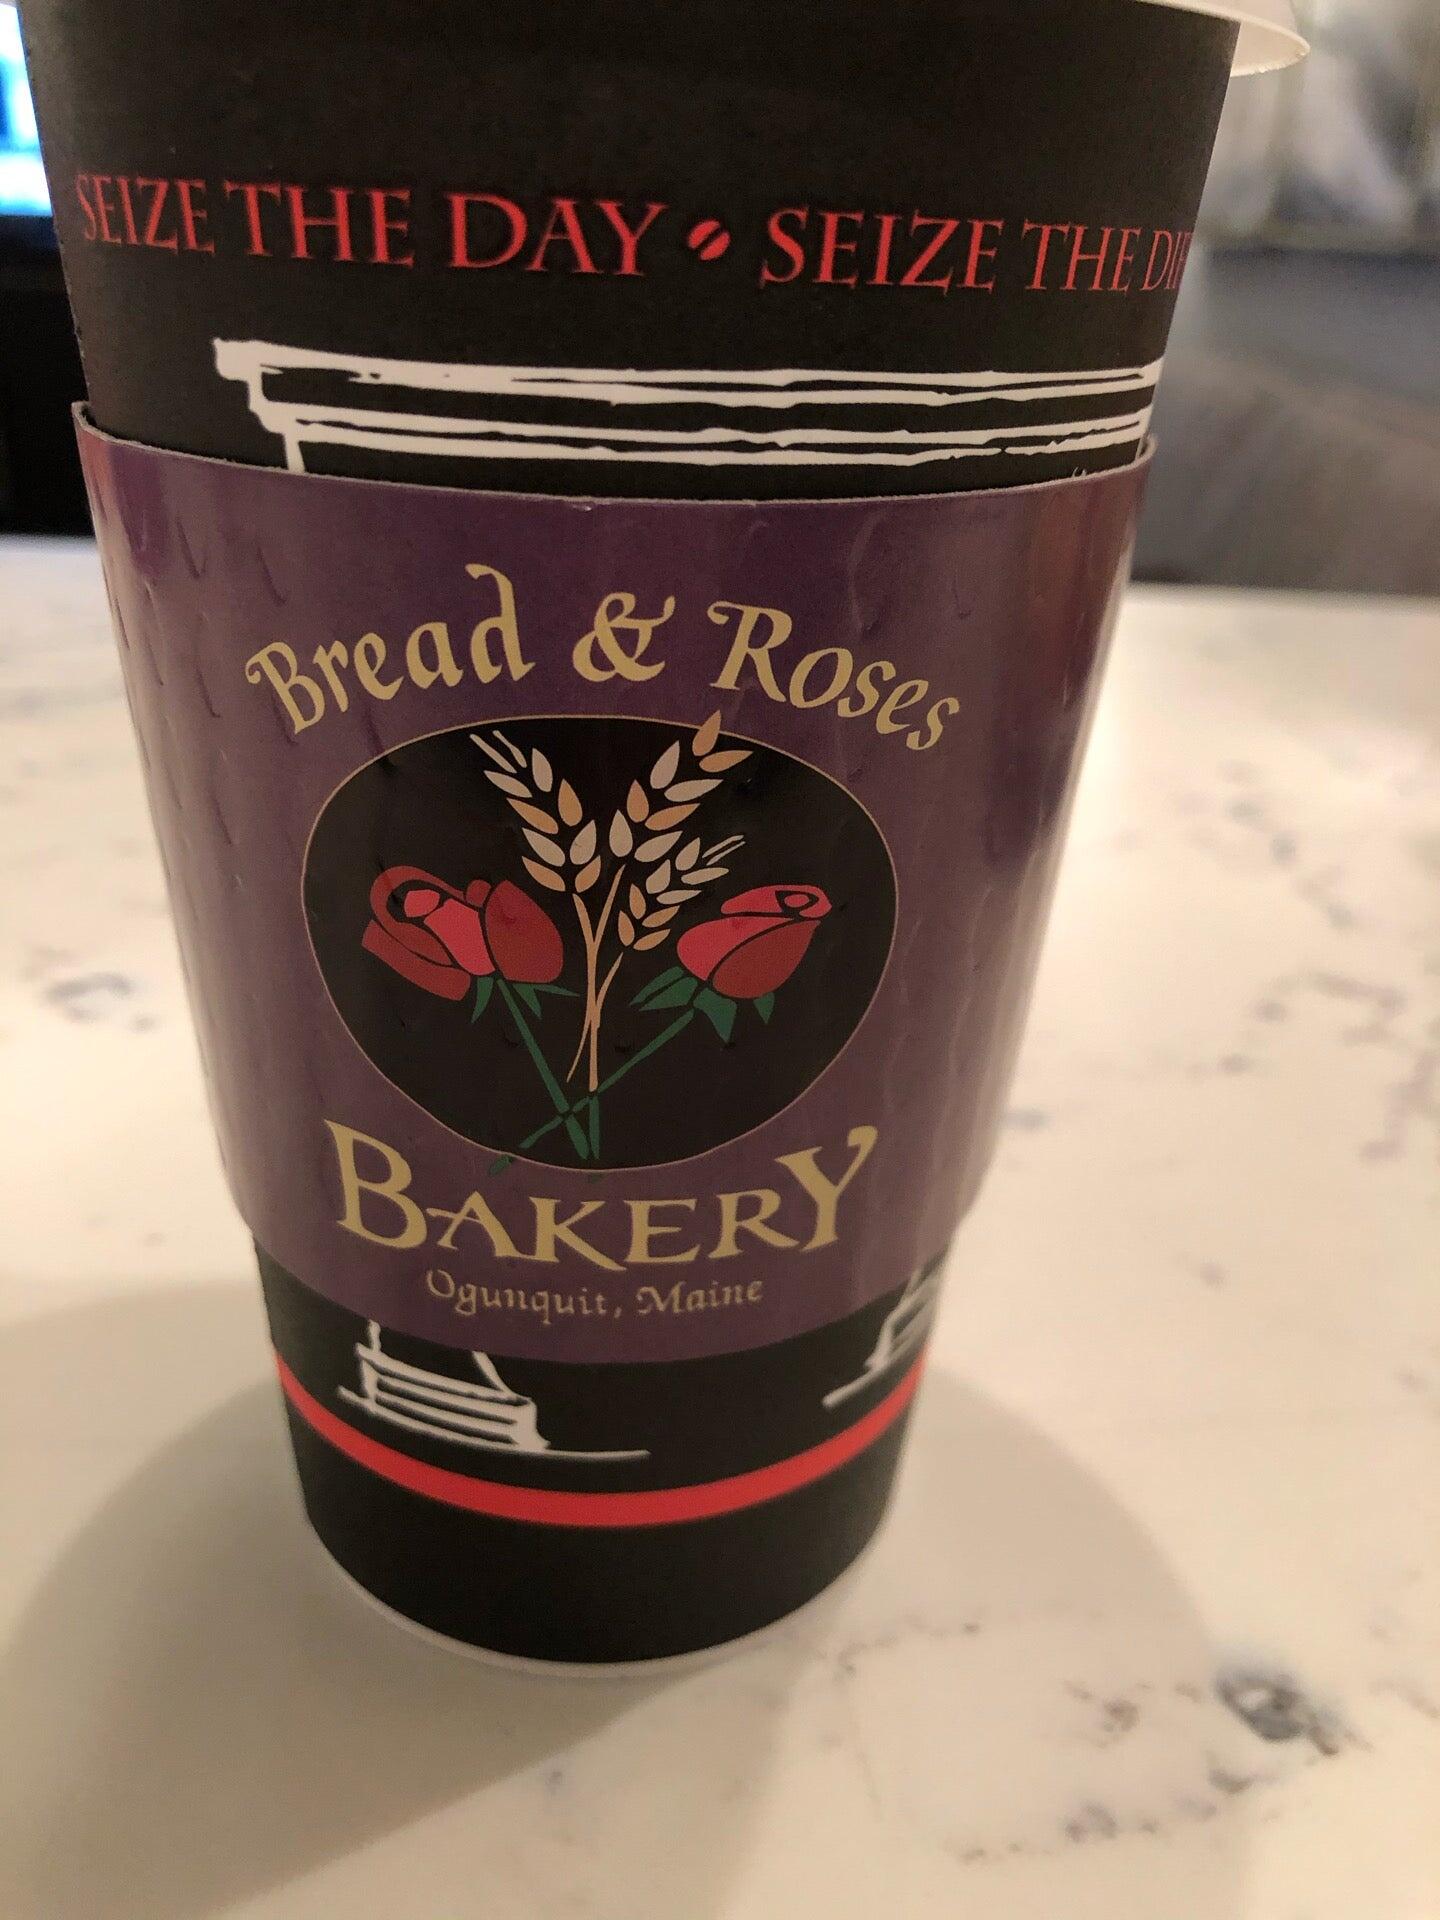 SEIZE THE DAY • SEIZE THE
Bread & Roses
BAKERY
Ogunquit, Maine